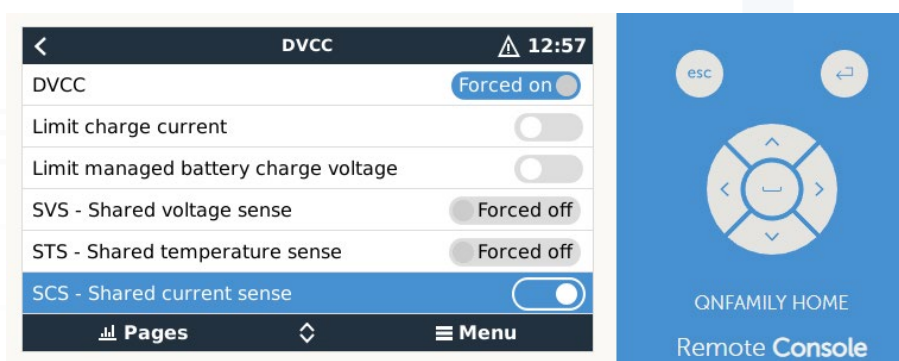 DVCC 12:57
DVCC Forced on
Limit charge current
Limit managed battery charge voltage
SVS - Shared voltage sense Forced off
STS - Shared temperature sense Forced off
SCS - Shared current sense
Pages Menu
esc
QNFAMILY HOME
Remote Console